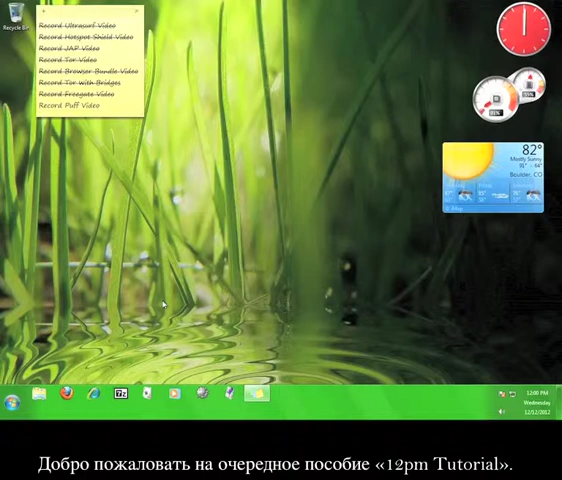 Recycle Bin
Record Ultrasurf Video
Record Hotspot Shield Video
Record JAP Video
Record Tor Video
Record Browser Bundle Video
Record Tor with Bridges
Record Freegate Video
Record Puff Video
82°
Mostly Sunny
91° - 64°
Boulder, CO
12:00 PM
Wednesday
12/12/2012
Добро пожаловать на очередное пособие «12pm Tutorial».